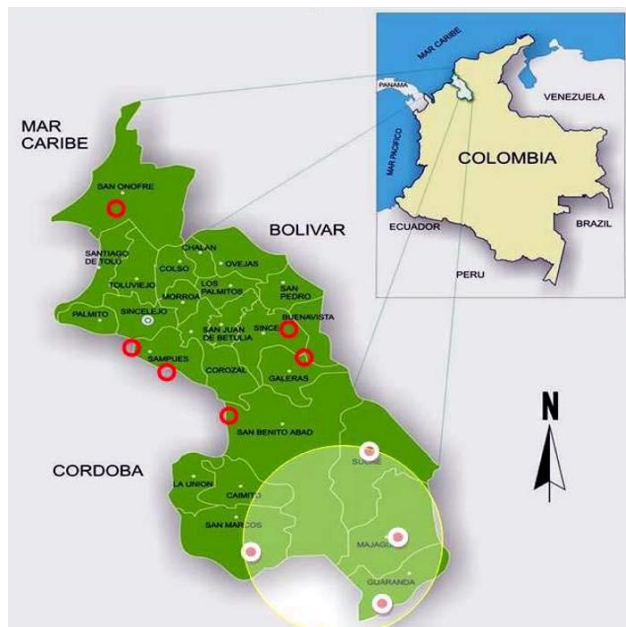 MAR CARIBE
PANAMA
VENEZUELA
MAR PACIFICO
COLOMBIA
ECUADOR
BRAZIL
PERU
MAR
CARIBE
SAN ONOFRE
BOLIVAR
CHALAN
SANTIAGO
DE TOLU
COLSO
OVEJAS
TOLUVIEJO
LOS
PALMITOS
SAN
PEDRO
MORROA
PALMITO
SINCELEJO
BUENAVISTA
SAN JUAN
DE BETULIA
SINCE
SAMPUES
COROZAL
GALERAS
SAN BENITO ABAD
N
CORDOBA
SUCRE
LA UNION
CAIMITO
SAN MARCOS
MAJAGU
GUARANDA